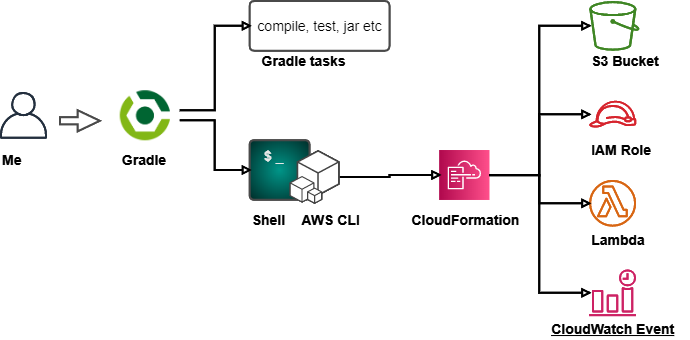 compile, test, jar etc
Gradle tasks
S3 Bucket
Me
Gradle
IAM Role
$ _
Shell
AWS CLI
CloudFormation
Lambda
CloudWatch Event